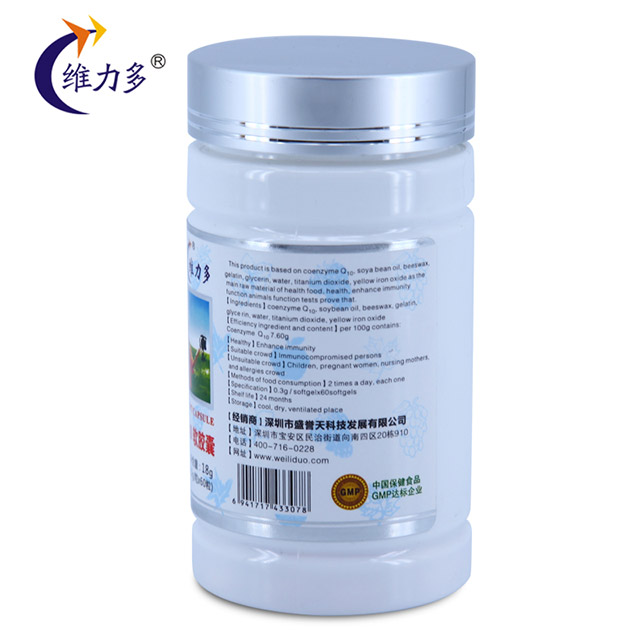 维力多®
维力多
This product is based on coenzyme Q10, soya bean oil, beeswax,
gelatin, glycerin, water, titanium dioxide, yellow iron oxide as the
main raw material of health food, health, enhance immunity
function animals function tests prove that.
【Ingredients】coenzyme Q10, soybean oil, beeswax, gelatin,
glyce rin, water, titanium dioxide, yellow iron oxide
【Efficiency ingredient and content】per 100g contains:
Coenzyme Q10 7.60g
【Healthy】Enhance immunity
【Suitable crowd】Immunocompromised persons
【Unsuitable crowd】Children, pregnant women, nursing mothers,
and allergies crowd
【Methods of food consumption】2 times a day, each one
【Specification】0.3g / softgelx60softgels
【Shelf life】24 months
【Storage】cool, dry, ventilated place
CAPSULE
软胶囊
18g
【经销商】深圳市盛誉天科技发展有限公司
【地址】深圳市宝安区民治街道向南四区20栋910
【电话】400-716-0228
【网址】www.weiliduo.com
6 941717 433078
GMP
中国保健食品
GMP达标企业